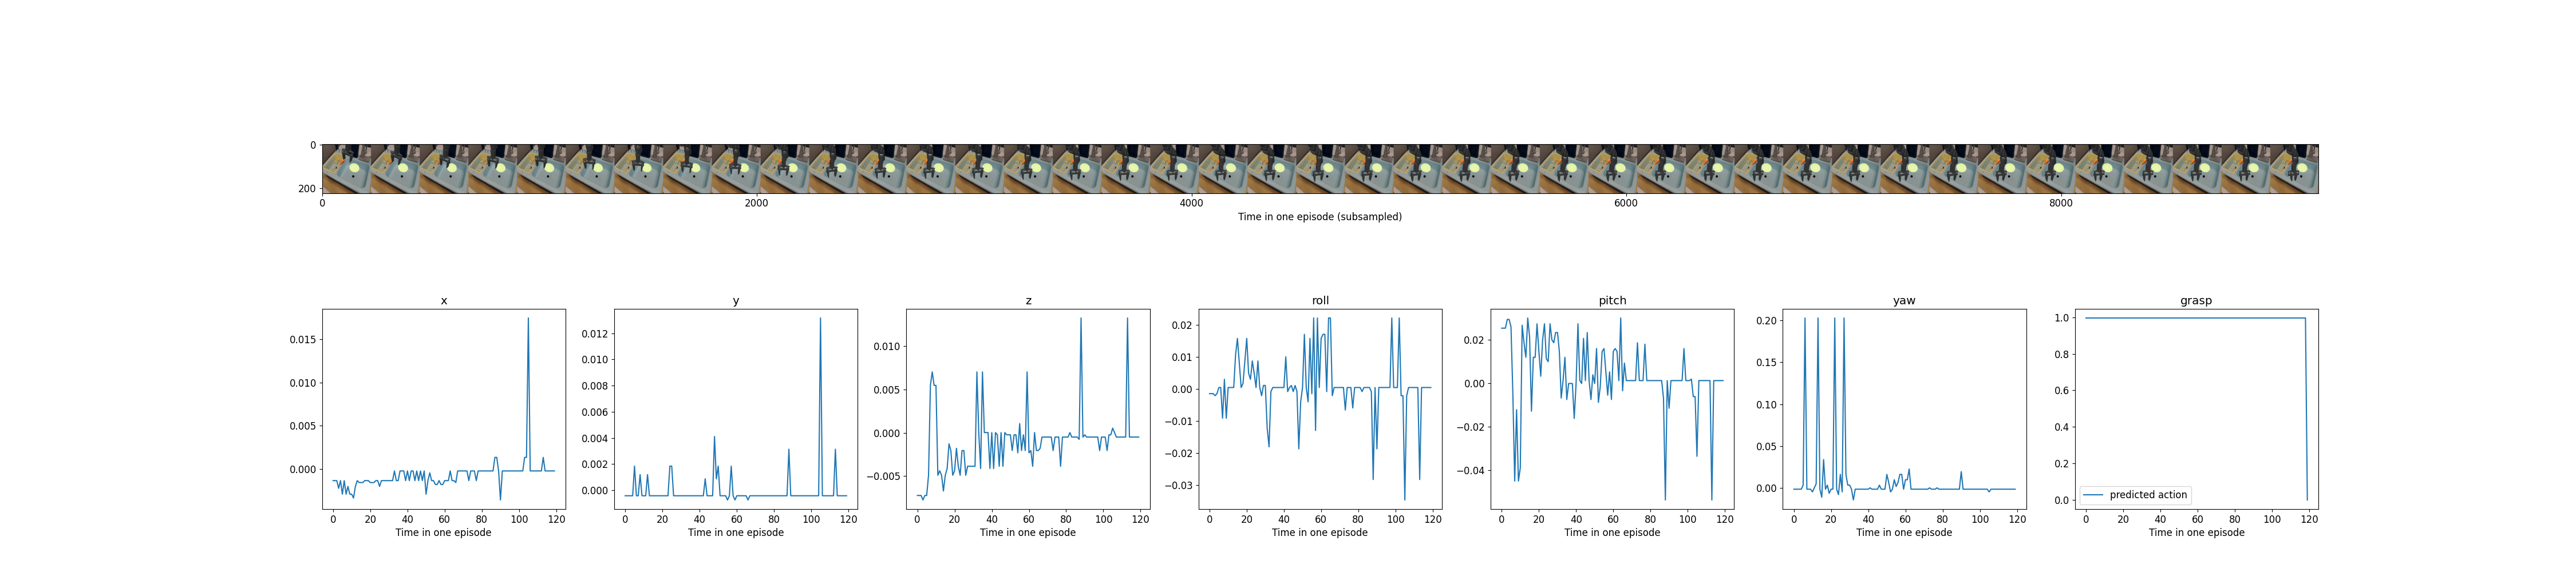 0
200
0 2000 4000 6000 8000
Time in one episode (subsampled)
x
0.015
0.010
0.005
0.000
0 20 40 60 80 100 120
Time in one episode
y
0.012
0.010
0.008
0.006
0.004
0.002
0.000
0 20 40 60 80 100 120
Time in one episode
z
0.010
0.005
0.000
−0.005
0 20 40 60 80 100 120
Time in one episode
roll
0.02
0.01
0.00
−0.01
−0.02
−0.03
0 20 40 60 80 100 120
Time in one episode
pitch
0.02
0.00
−0.02
−0.04
0 20 40 60 80 100 120
Time in one episode
yaw
0.20
0.15
0.10
0.05
0.00
0 20 40 60 80 100 120
Time in one episode
grasp
1.0
0.8
0.6
0.4
0.2
0.0
predicted action
0 20 40 60 80 100 120
Time in one episode